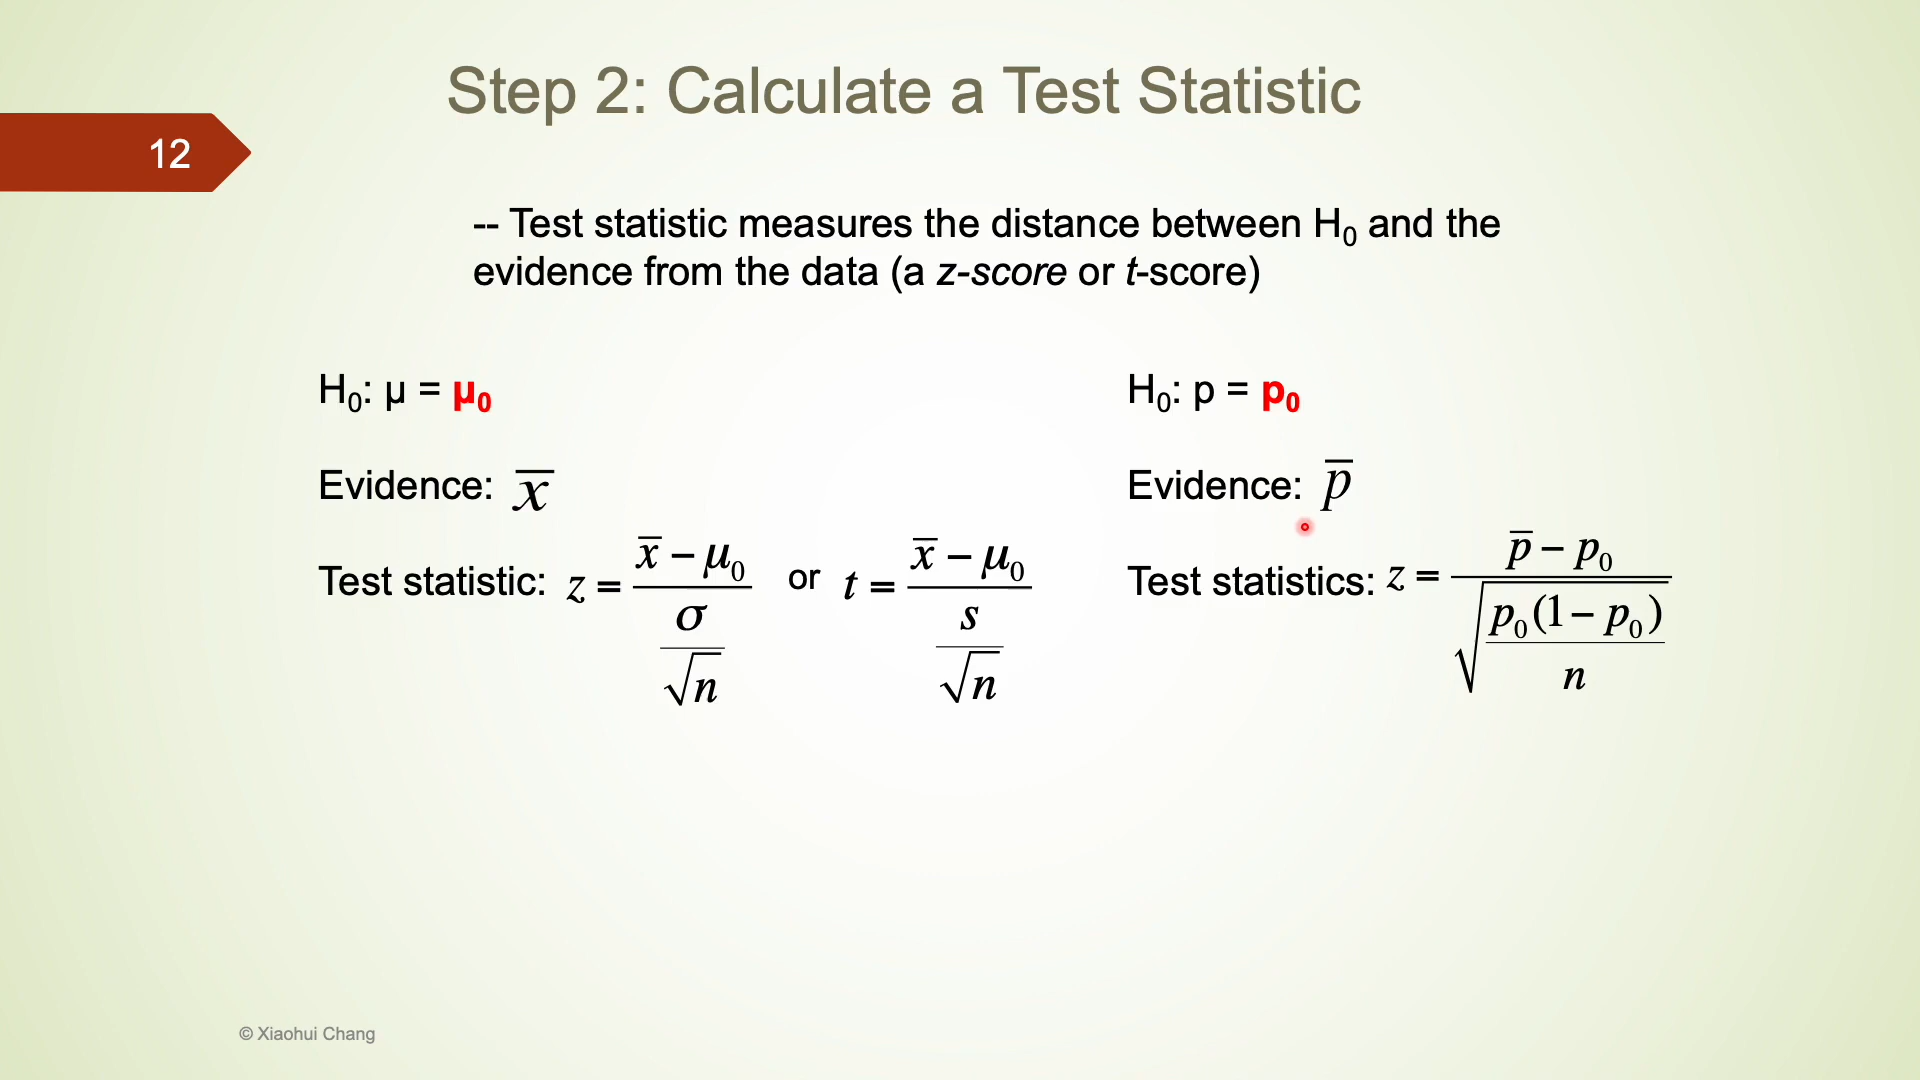 Step 2: Calculate a Test Statistic
12
-- Test statistic measures the distance between H₀ and the
evidence from the data (a z-score or t-score)
H₀: µ = µ₀
Evidence: x̅
Test statistic: z = (x̅ − μ₀) / (σ / √n) or t = (x̅ − μ₀) / (s / √n)
H₀: p = p₀
Evidence: p̅
Test statistics: z = (p̅ − p₀) / √(p₀(1 − p₀) / n)
© Xiaohui Chang